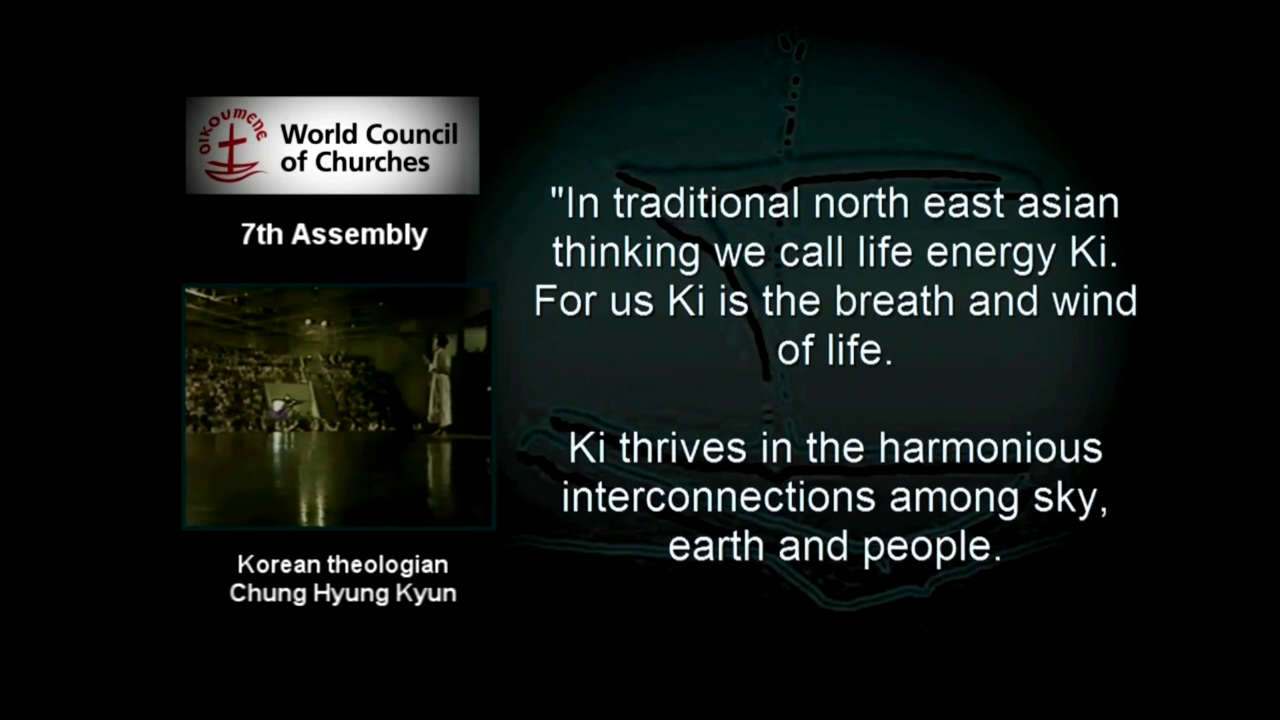 OIKOUMENE
World Council
of Churches
7th Assembly
Korean theologian
Chung Hyung Kyun
"In traditional north east asian
thinking we call life energy Ki.
For us Ki is the breath and wind
of life.
Ki thrives in the harmonious
interconnections among sky,
earth and people.